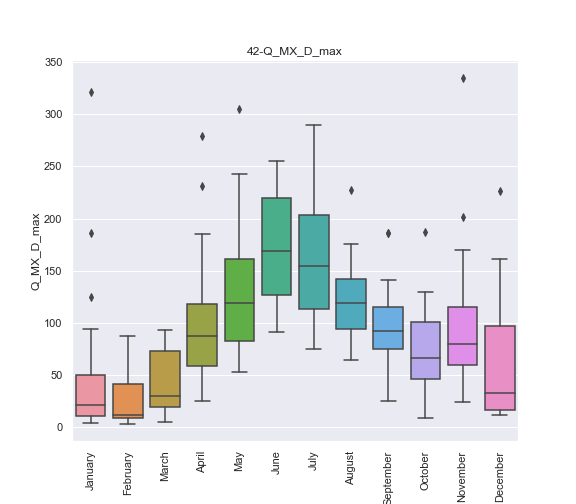 42-Q_MX_D_max
350
300
250
200
150
100
50
0
Q_MX_D_max
January
February
March
April
May
June
July
August
September
October
November
December